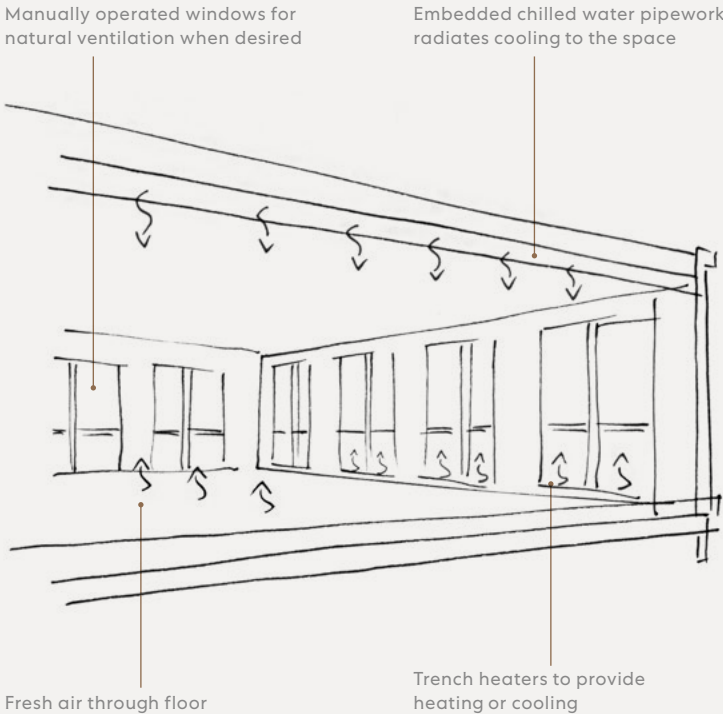 Manually operated windows for
natural ventilation when desired
Embedded chilled water pipework
radiates cooling to the space
Fresh air through floor
Trench heaters to provide
heating or cooling